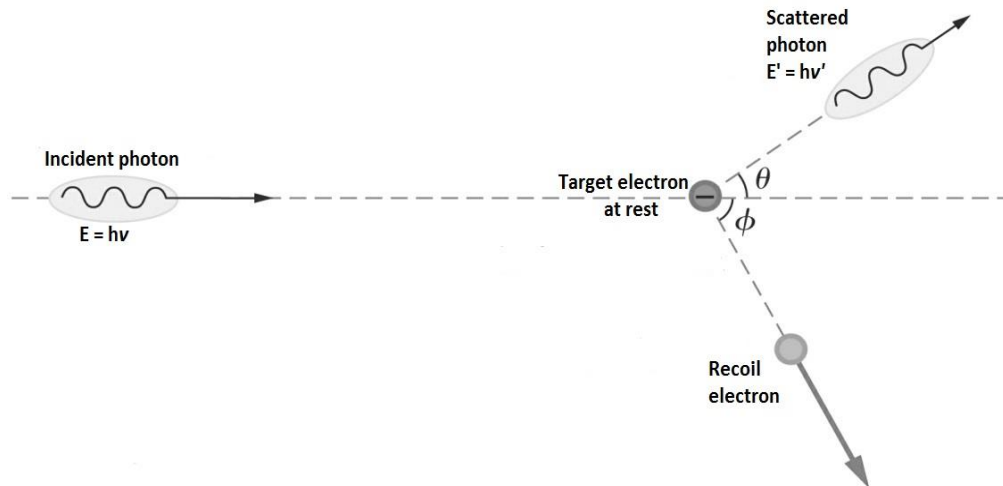 Scattered
photon
E' = hν'
Incident photon
E = hν
Target electron
at rest
θ
ϕ
Recoil
electron